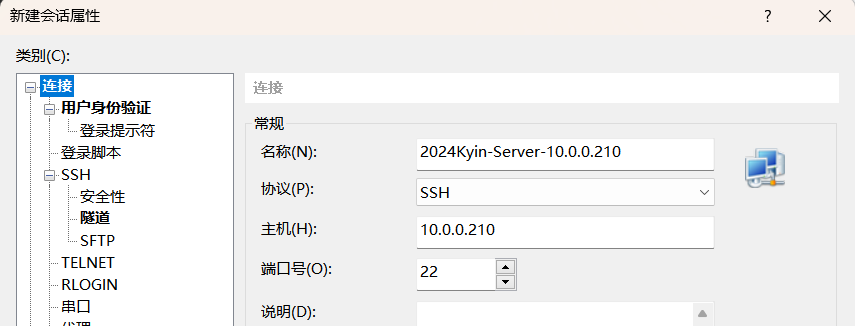 新建会话属性
类别(C):
连接
用户身份验证
登录提示符
登录脚本
SSH
安全性
隧道
SFTP
TELNET
RLOGIN
串口
代理
连接
常规
名称(N):
2024Kyin-Server-10.0.0.210
协议(P):
SSH
主机(H):
10.0.0.210
端口号(O):
22
说明(D):